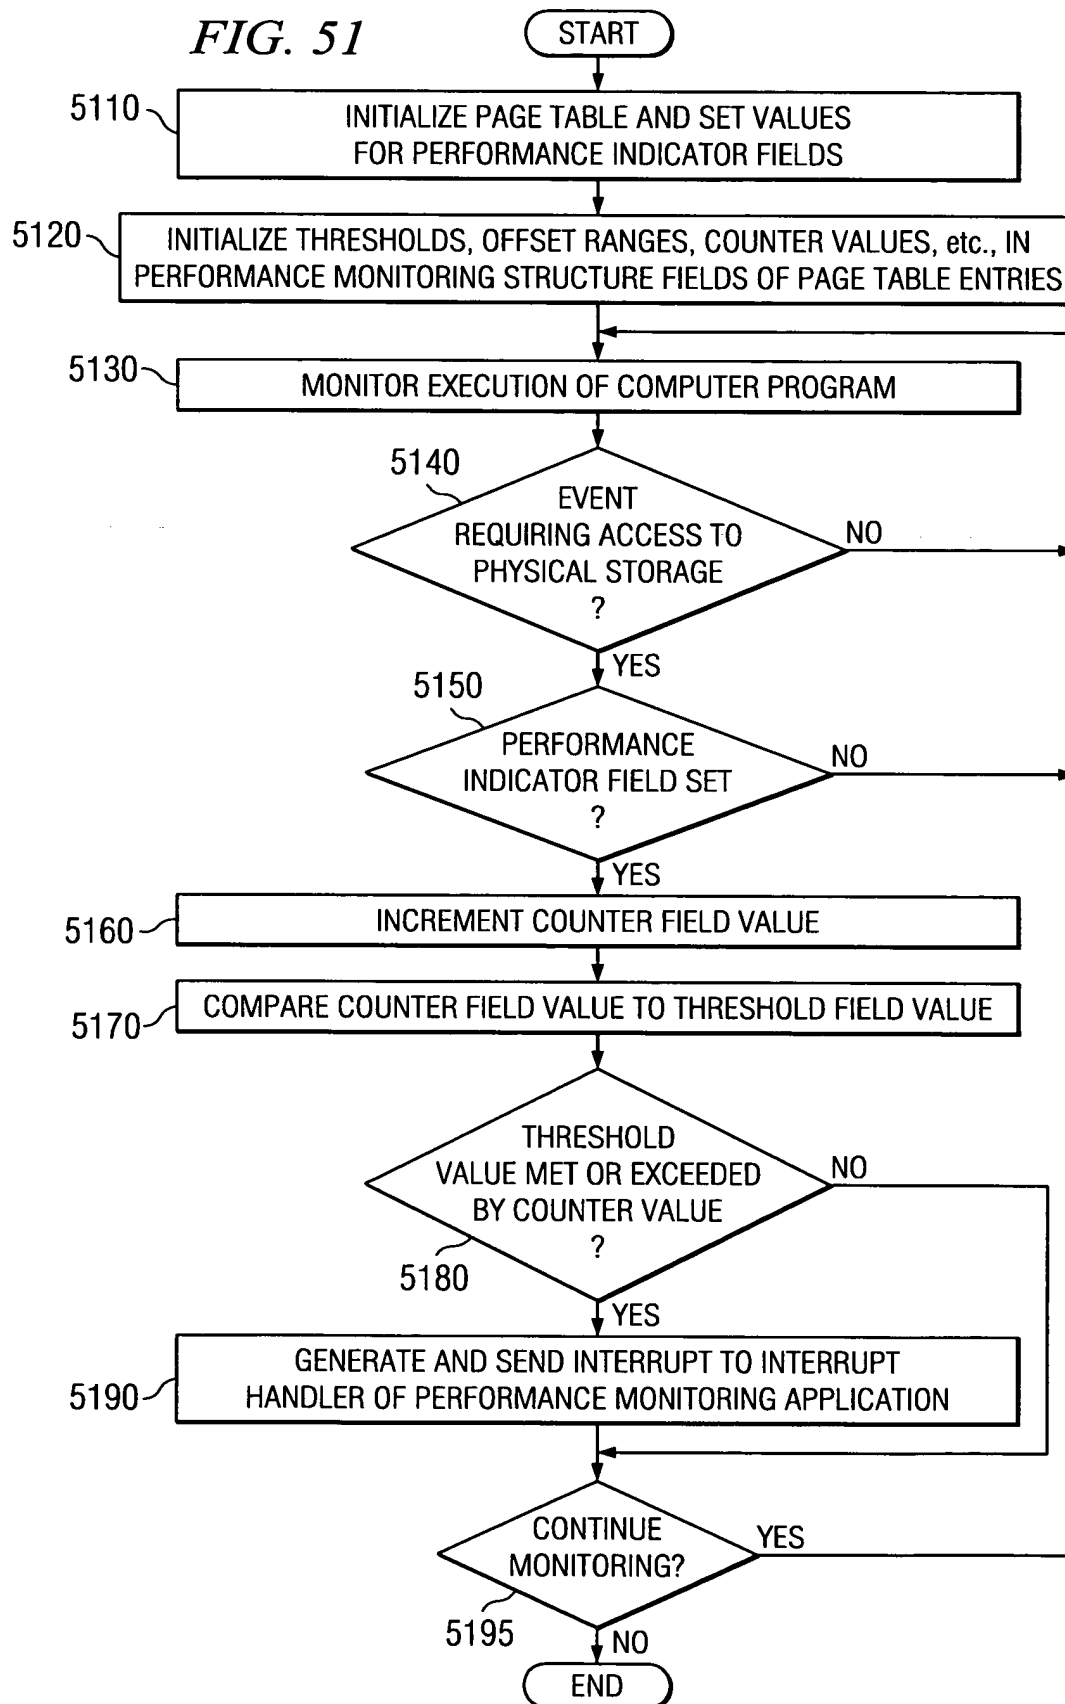 FIG. 51
START
5110
INITIALIZE PAGE TABLE AND SET VALUES
FOR PERFORMANCE INDICATOR FIELDS
5120
INITIALIZE THRESHOLDS, OFFSET RANGES, COUNTER VALUES, etc., IN
PERFORMANCE MONITORING STRUCTURE FIELDS OF PAGE TABLE ENTRIES
5130
MONITOR EXECUTION OF COMPUTER PROGRAM
5140
EVENT
REQUIRING ACCESS TO
PHYSICAL STORAGE
?
NO
YES
5150
PERFORMANCE
INDICATOR FIELD SET
?
NO
YES
5160
INCREMENT COUNTER FIELD VALUE
5170
COMPARE COUNTER FIELD VALUE TO THRESHOLD FIELD VALUE
THRESHOLD
VALUE MET OR EXCEEDED
BY COUNTER VALUE
?
NO
5180
YES
5190
GENERATE AND SEND INTERRUPT TO INTERRUPT
HANDLER OF PERFORMANCE MONITORING APPLICATION
CONTINUE
MONITORING?
YES
5195
NO
END